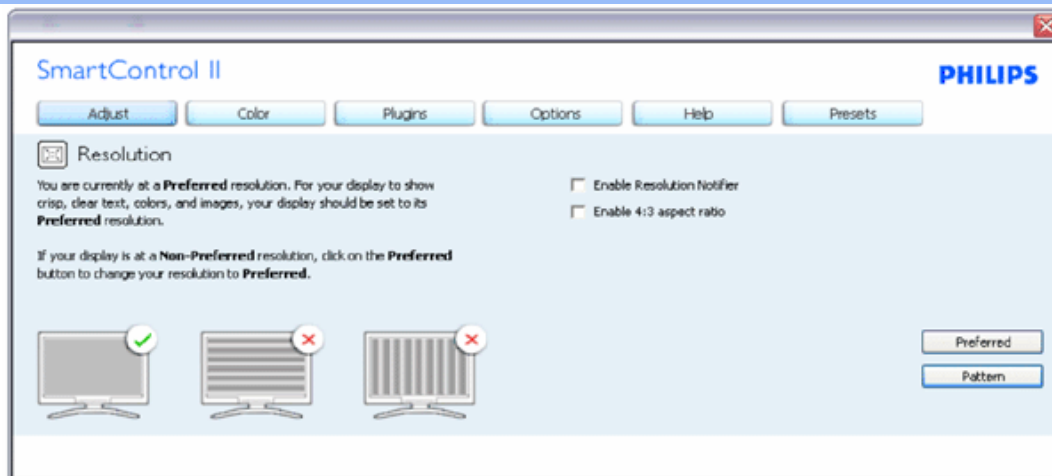 SmartControl II
PHILIPS
Adjust
Color
Plugins
Options
Help
Presets
Resolution
You are currently at a Preferred resolution. For your display to show
crisp, clear text, colors, and images, your display should be set to its
Preferred resolution.
If your display is at a Non-Preferred resolution, click on the Preferred
button to change your resolution to Preferred.
Enable Resolution Notifier
Enable 4:3 aspect ratio
Preferred
Pattern